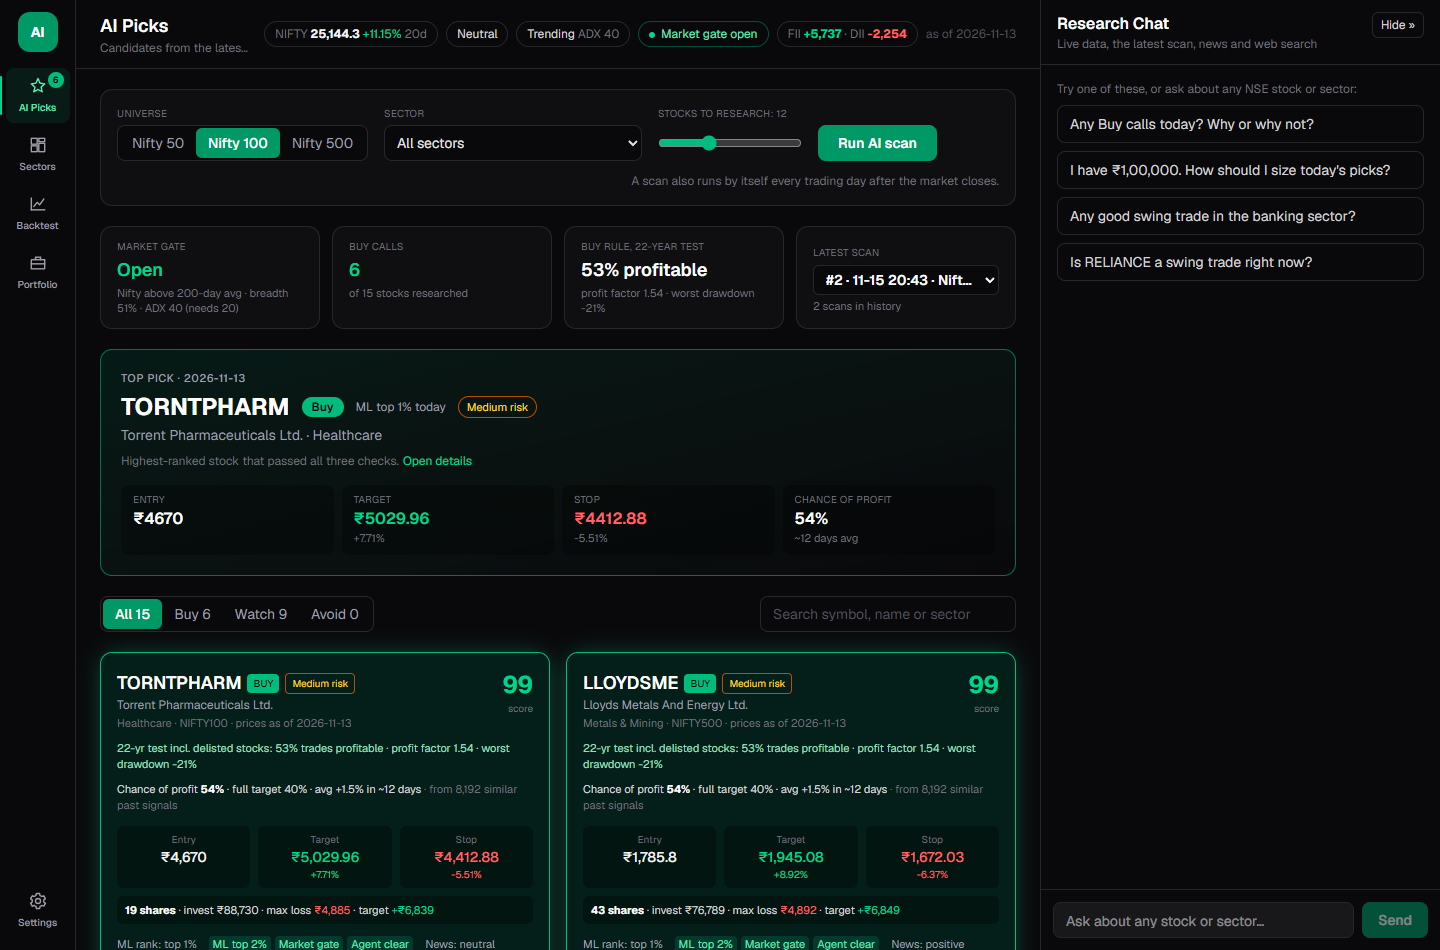 AI
AI Picks
Candidates from the lates...
NIFTY 25,144.3 +11.15% 20d
Neutral
Trending ADX 40
Market gate open
FII +5,737 · DII -2,254
as of 2026-11-13
Research Chat
Live data, the latest scan, news and web search
Hide »
6
AI Picks
Sectors
Backtest
Portfolio
Settings
UNIVERSE
Nifty 50 Nifty 100 Nifty 500
SECTOR
All sectors
STOCKS TO RESEARCH: 12
Run AI scan
A scan also runs by itself every trading day after the market closes.
MARKET GATE
Open
Nifty above 200-day avg · breadth
51% · ADX 40 (needs 20)
BUY CALLS
6
of 15 stocks researched
BUY RULE, 22-YEAR TEST
53% profitable
profit factor 1.54 · worst drawdown
-21%
LATEST SCAN
#2 · 11-15 20:43 · Nift...
2 scans in history
TOP PICK · 2026-11-13
TORNTPHARM Buy ML top 1% today Medium risk
Torrent Pharmaceuticals Ltd. · Healthcare
Highest-ranked stock that passed all three checks. Open details
ENTRY
₹4670
TARGET
₹5029.96
+7.71%
STOP
₹4412.88
-5.51%
CHANCE OF PROFIT
54%
~12 days avg
All 15 Buy 6 Watch 9 Avoid 0
Search symbol, name or sector
TORNTPHARM BUY Medium risk
99
score
Torrent Pharmaceuticals Ltd.
Healthcare · NIFTY100 · prices as of 2026-11-13
22-yr test incl. delisted stocks: 53% trades profitable · profit factor 1.54 · worst
drawdown -21%
Chance of profit 54% · full target 40% · avg +1.5% in ~12 days · from 8,192 similar
past signals
Entry
₹4,670
Target
₹5,029.96
+7.71%
Stop
₹4,412.88
-5.51%
19 shares · invest ₹88,730 · max loss ₹4,885 · target +₹6,839
ML rank: top 1% ML top 2% Market gate Agent clear News: neutral
LLOYDSME BUY Medium risk
99
score
Lloyds Metals And Energy Ltd.
Metals & Mining · NIFTY500 · prices as of 2026-11-13
22-yr test incl. delisted stocks: 53% trades profitable · profit factor 1.54 · worst
drawdown -21%
Chance of profit 54% · full target 40% · avg +1.5% in ~12 days · from 8,192 similar
past signals
Entry
₹1,785.8
Target
₹1,945.08
+8.92%
Stop
₹1,672.03
-6.37%
43 shares · invest ₹76,789 · max loss ₹4,892 · target +₹6,849
ML rank: top 1% ML top 2% Market gate Agent clear News: positive
Try one of these, or ask about any NSE stock or sector:
Any Buy calls today? Why or why not?
I have ₹1,00,000. How should I size today's picks?
Any good swing trade in the banking sector?
Is RELIANCE a swing trade right now?
Ask about any stock or sector...
Send